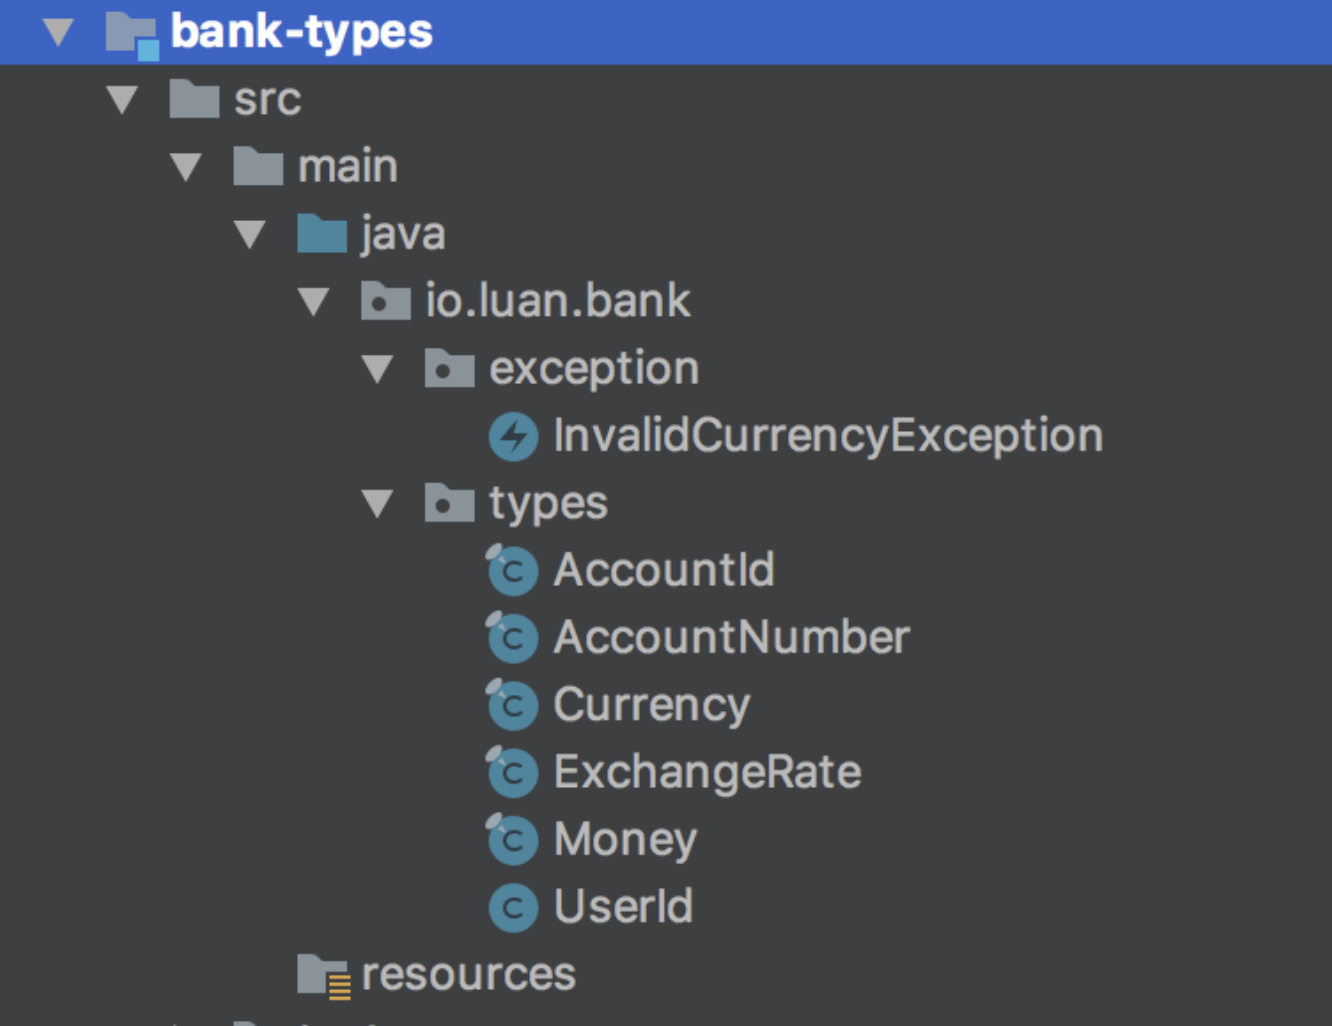 bank-types
src
main
java
io.luan.bank
exception
InvalidCurrencyException
types
AccountId
AccountNumber
Currency
ExchangeRate
Money
UserId
resources